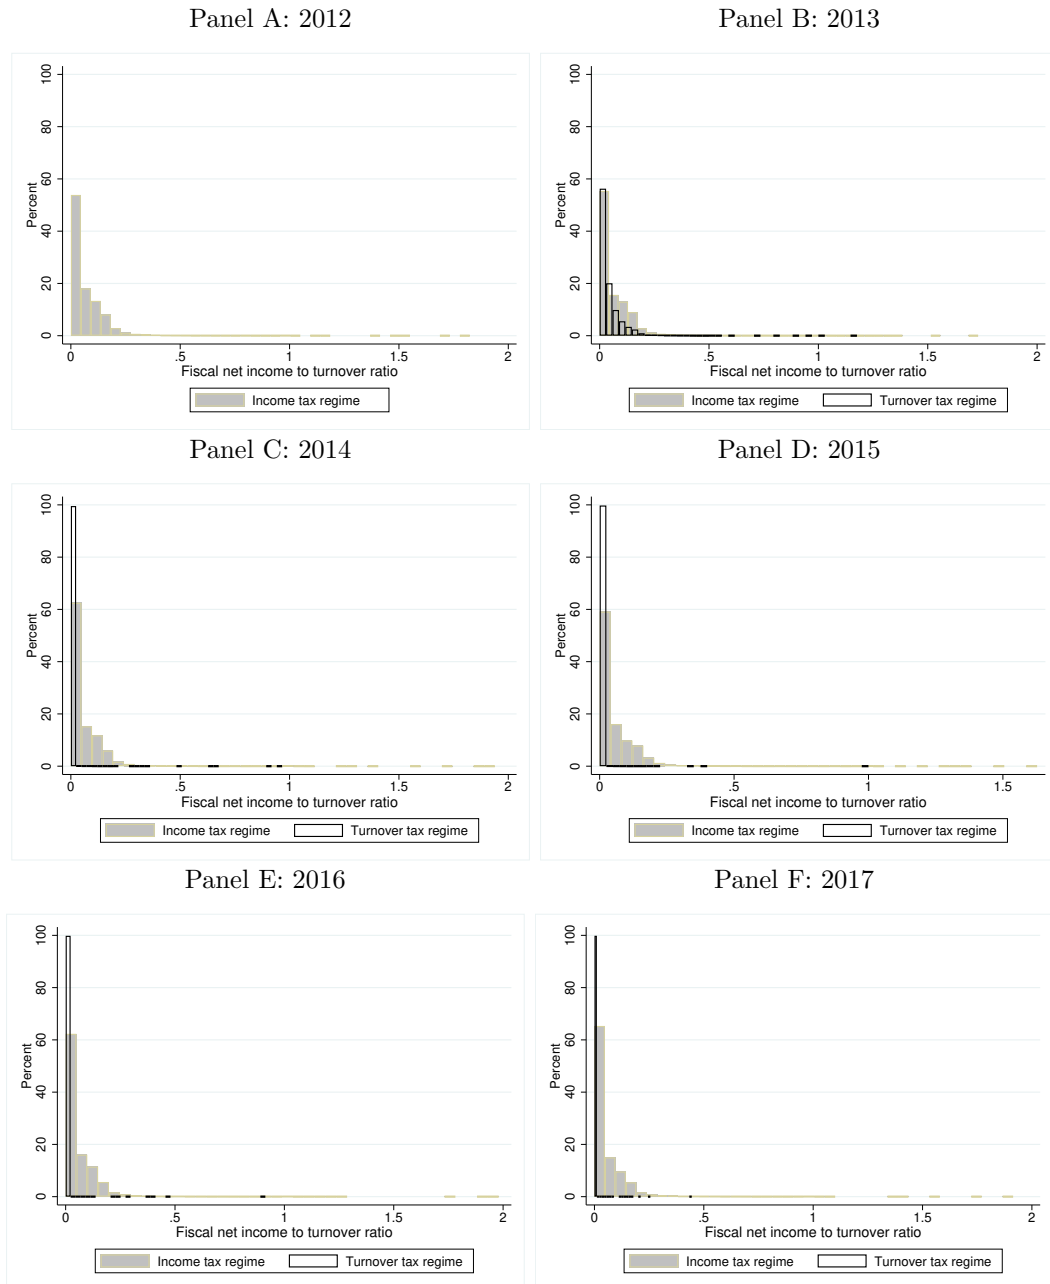 Panel A: 2012
Percent
100
80
60
40
20
0
0 .5 1 1.5 2
Fiscal net income to turnover ratio
Income tax regime
Panel B: 2013
Percent
100
80
60
40
20
0
0 .5 1 1.5 2
Fiscal net income to turnover ratio
Income tax regime Turnover tax regime
Panel C: 2014
Percent
100
80
60
40
20
0
0 .5 1 1.5 2
Fiscal net income to turnover ratio
Income tax regime Turnover tax regime
Panel D: 2015
Percent
100
80
60
40
20
0
0 .5 1 1.5
Fiscal net income to turnover ratio
Income tax regime Turnover tax regime
Panel E: 2016
Percent
100
80
60
40
20
0
0 .5 1 1.5 2
Fiscal net income to turnover ratio
Income tax regime Turnover tax regime
Panel F: 2017
Percent
100
80
60
40
20
0
0 .5 1 1.5 2
Fiscal net income to turnover ratio
Income tax regime Turnover tax regime